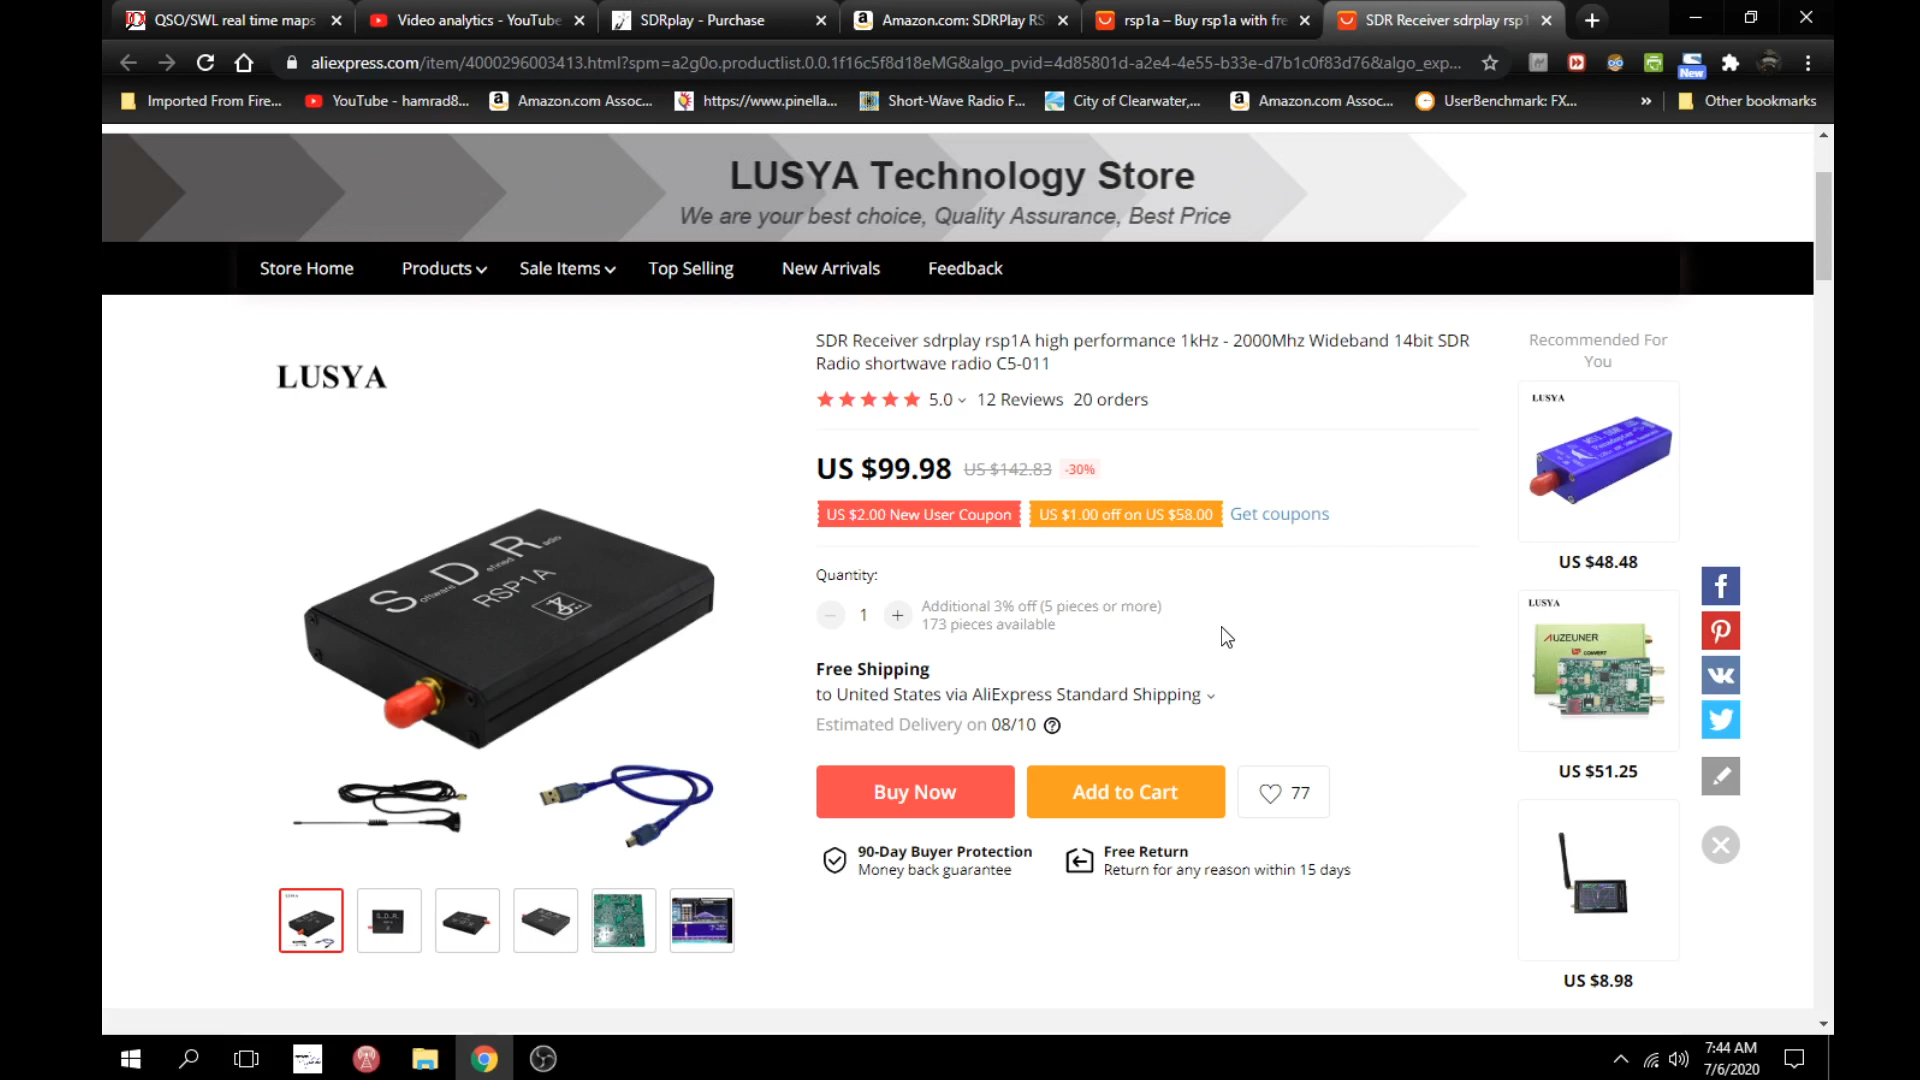 QSO/SWL real time maps
Video analytics - YouTube
SDRplay - Purchase
Amazon.com: SDRPlay RS
rsp1a – Buy rsp1a with fre
SDR Receiver sdrplay rsp1
aliexpress.com/item/4000296003413.html?spm=a2g0o.productlist.0.0.1f16c5f8d18eMG&algo_pvid=4d85801d-a2e4-4e55-b33e-d7b1c0f83d76&algo_exp...
New
Imported From Fire...
YouTube - hamrad8...
Amazon.com Assoc...
https://www.pinella...
Short-Wave Radio F...
City of Clearwater,...
Amazon.com Assoc...
UserBenchmark: FX...
»
Other bookmarks
LUSYA Technology Store
We are your best choice, Quality Assurance, Best Price
Store Home
Products
Sale Items
Top Selling
New Arrivals
Feedback
LUSYA
Software Defined Radio
RSP1A
SDR Receiver sdrplay rsp1A high performance 1kHz - 2000Mhz Wideband 14bit SDR
Radio shortwave radio C5-011
5.0 12 Reviews 20 orders
US $99.98 US $142.83 -30%
US $2.00 New User Coupon US $1.00 off on US $58.00 Get coupons
Quantity:
1
Additional 3% off (5 pieces or more)
173 pieces available
Free Shipping
to United States via AliExpress Standard Shipping
Estimated Delivery on 08/10
Buy Now
Add to Cart
77
90-Day Buyer Protection
Money back guarantee
Free Return
Return for any reason within 15 days
Recommended For
You
LUSYA
US $48.48
LUSYA
AUZEUNER
UP CONVERT
US $51.25
US $8.98
7:44 AM
7/6/2020